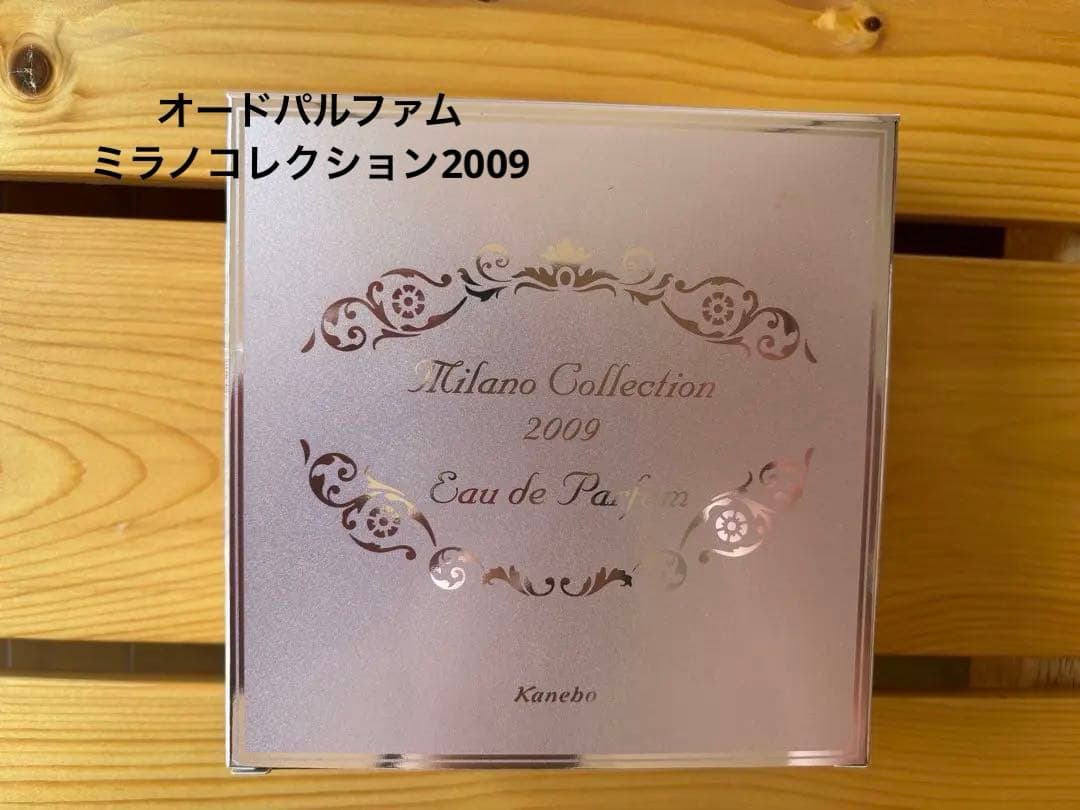 オードパルファム
ミラノコレクション2009
Milano Collection
2009
Eau de Parfum
Kanebo